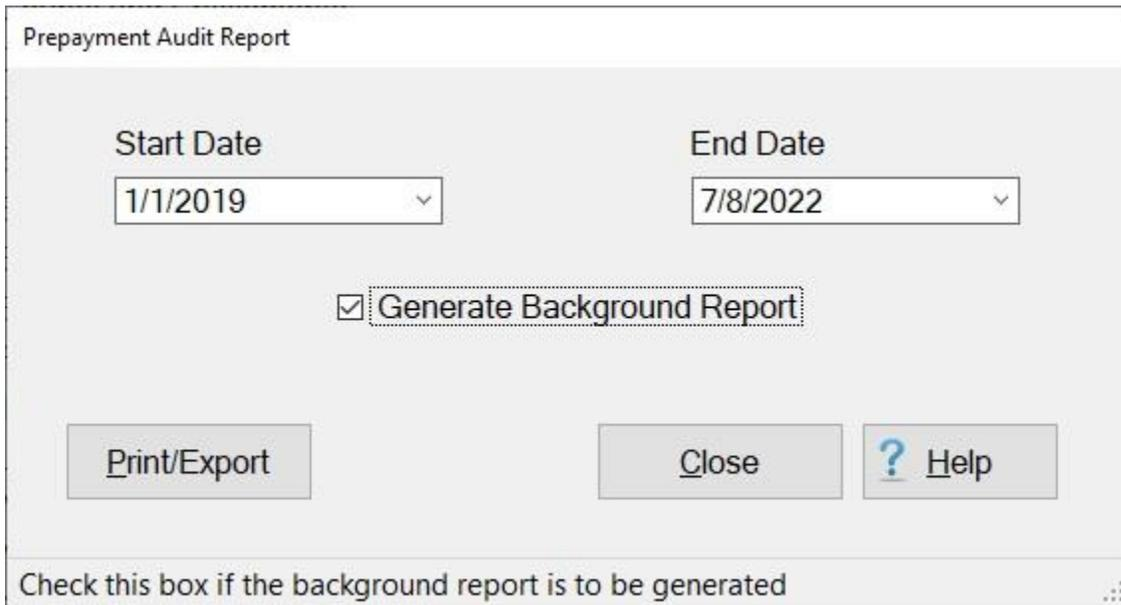 Prepayment Audit Report
Start Date End Date
1/1/2019 7/8/2022
Generate Background Report
Print/Export Close ? Help
Check this box if the background report is to be generated